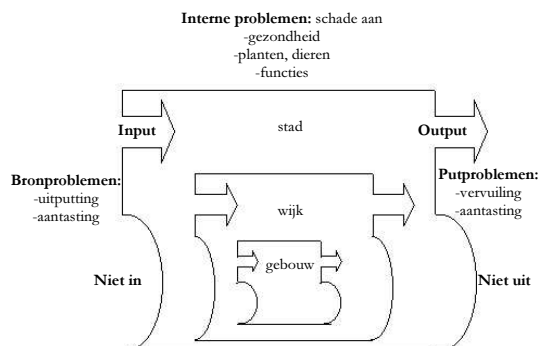 Interne problemen: schade aan
-gezondheid
-planten, dieren
-functies
Input
stad
Output
Bronproblemen:
-uitputting
-aantasting
Putproblemen:
-vervuiling
-aantasting
wijk
gebouw
Niet in
Niet uit